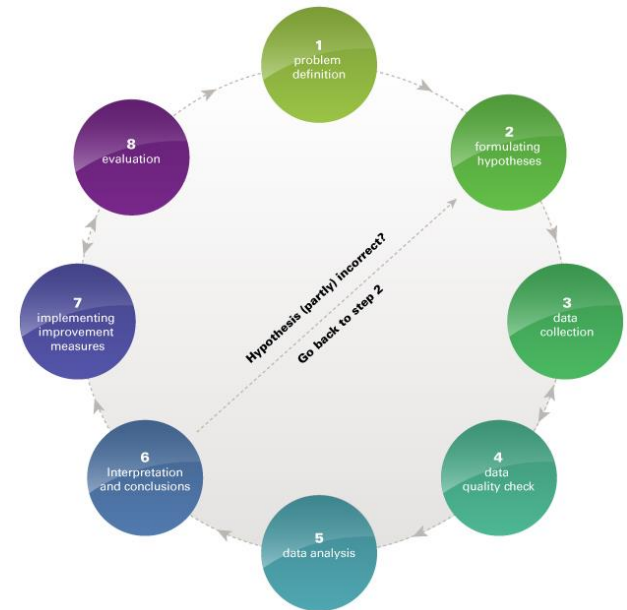 1
problem
definition
2
formulating
hypotheses
3
data
collection
4
data
quality check
5
data analysis
6
Interpretation
and conclusions
7
implementing
improvement
measures
8
evaluation
Hypothesis (partly) incorrect?
Go back to step 2